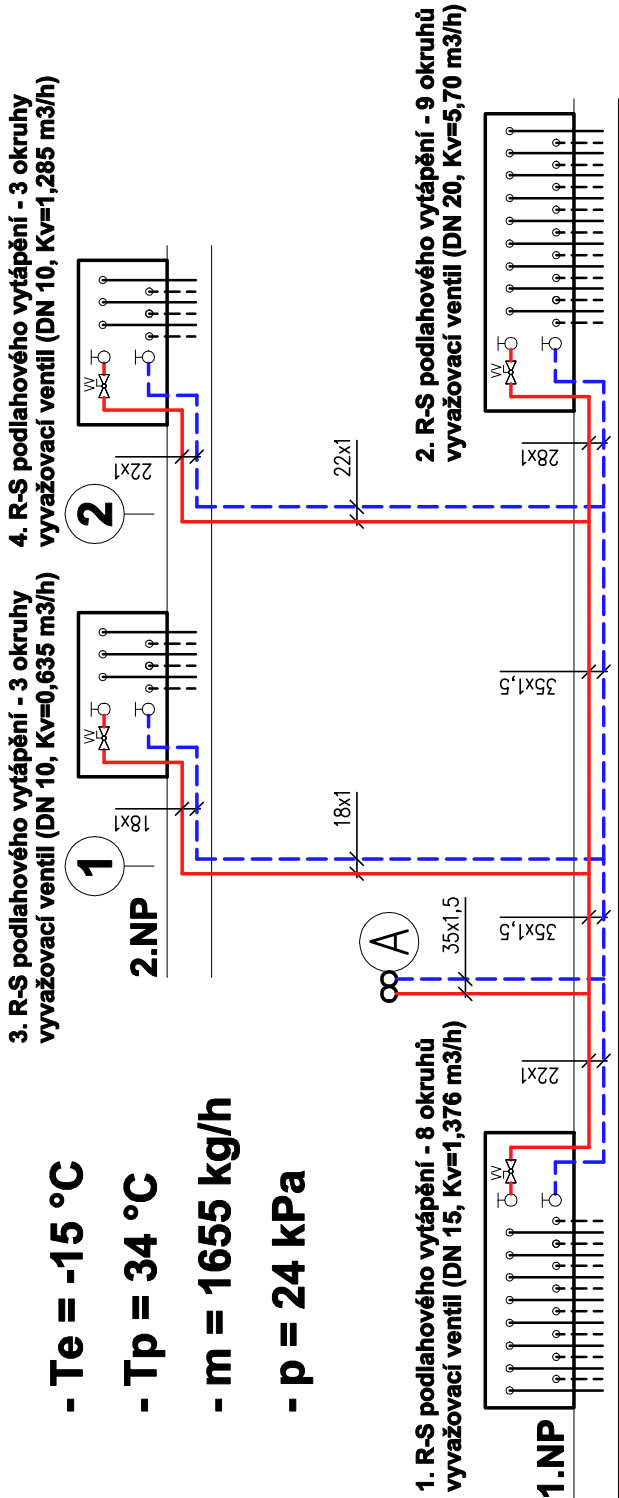 3. R-S podlahového vytápění - 3 okruhy
vyvažovací ventil (DN 10, Kv=0,635 m3/h)
4. R-S podlahového vytápění - 3 okruhy
vyvažovací ventil (DN 10, Kv=1,285 m3/h)
- Te = -15 °C
- Tp = 34 °C
- m = 1655 kg/h
- p = 24 kPa
1
2
VV
VV
18x1
22x1
2.NP
18x1
22x1
A
35x1,5
1. R-S podlahového vytápění - 8 okruhů
vyvažovací ventil (DN 15, Kv=1,376 m3/h)
2. R-S podlahového vytápění - 9 okruhů
vyvažovací ventil (DN 20, Kv=5,70 m3/h)
VV
VV
22x1
35x1,5
35x1,5
28x1
1.NP